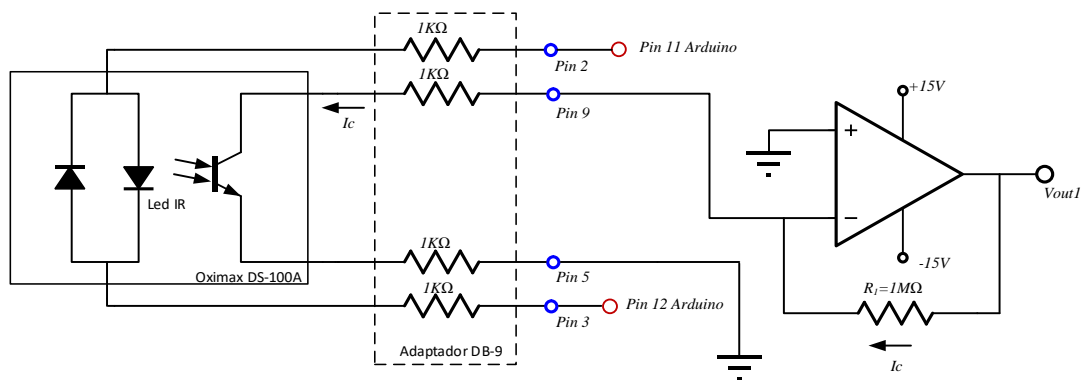 1KΩ
Pin 11 Arduino
Pin 2
1KΩ
Pin 9
Ic
+15V
+
Led IR
Vout1
−
1KΩ
Pin 5
-15V
Oximax DS-100A
1KΩ
R1=1MΩ
Pin 12 Arduino
Pin 3
Adaptador DB-9
Ic